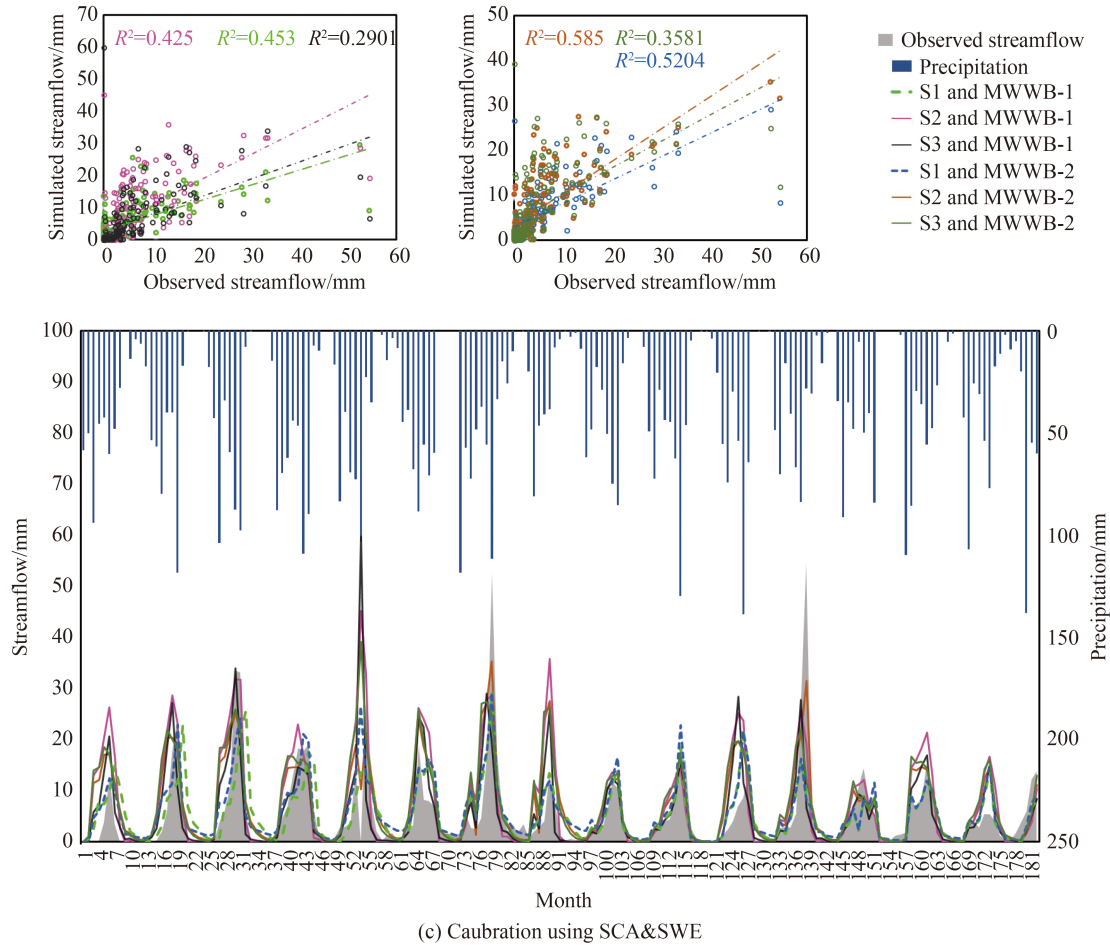 Simulated streamflow/mm
70
60
50
40
30
20
10
0
R²=0.425 R²=0.453 R²=0.2901
0 10 20 30 40 50 60
Observed streamflow/mm
Simulated streamflow/mm
50
40
30
20
10
0
R²=0.585 R²=0.3581
R²=0.5204
0 10 20 30 40 50 60
Observed streamflow/mm
Observed streamflow
Precipitation
S1 and MWWB-1
S2 and MWWB-1
S3 and MWWB-1
S1 and MWWB-2
S2 and MWWB-2
S3 and MWWB-2
Streamflow/mm
100
90
80
70
60
50
40
30
20
10
0
0
50
100
150
200
250
Precipitation/mm
1 4 7 10 13 16 19 22 25 28 31 34 37 40 43 46 49 52 55 58 61 64 67 70 73 76 79 82 85 88 91 94 97 100 103 106 109 112 115 118 121 124 127 130 133 136 139 142 145 148 151 154 157 160 163 166 169 172 175 178 181
Month
(c) Caubration using SCA&SWE